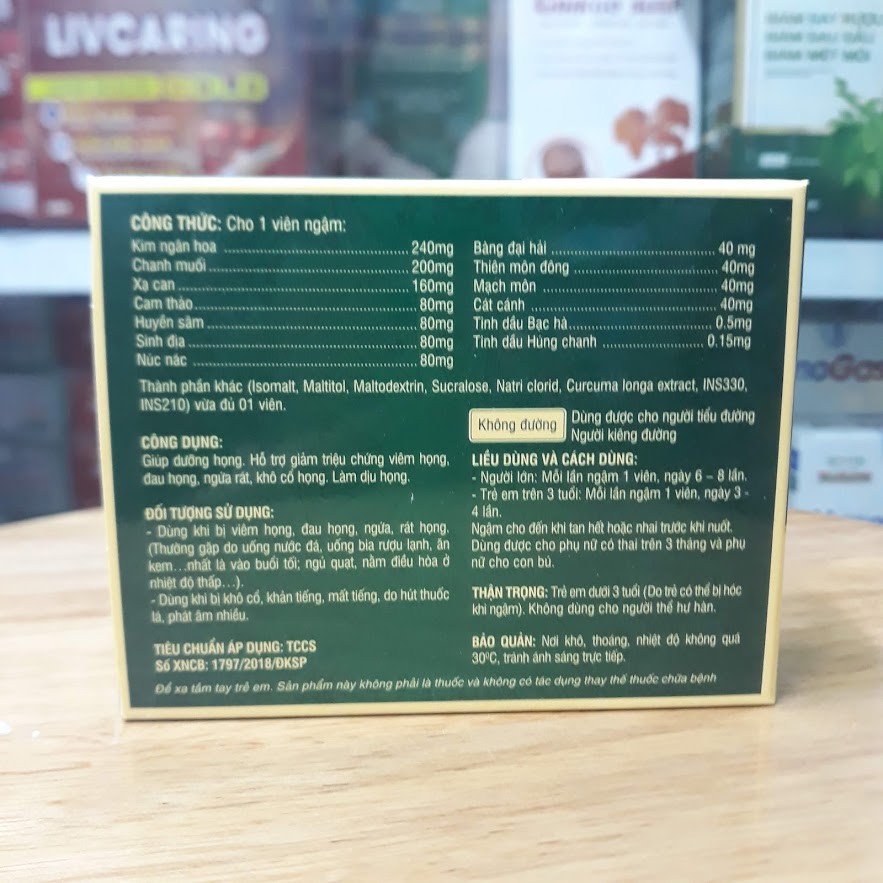 LIVCARINO
GOLD
CÔNG THỨC: Cho 1 viên ngậm:
Kim ngân hoa ........ 240mg
Chanh muối ........ 200mg
Xạ can ........ 160mg
Cam thảo ........ 80mg
Huyền sâm ........ 80mg
Sinh địa ........ 80mg
Núc nác ........ 80mg
Bàng đại hải ........ 40 mg
Thiên môn đông ........ 40mg
Mạch môn ........ 40mg
Cát cánh ........ 40mg
Tinh dầu Bạc hà ........ 0.5mg
Tinh dầu Húng chanh ........ 0.15mg
Thành phần khác (Isomalt, Maltitol, Maltodextrin, Sucralose, Natri clorid, Curcuma longa extract, INS330,
INS210) vừa đủ 01 viên.
CÔNG DỤNG:
Giúp dưỡng họng. Hỗ trợ giảm triệu chứng viêm họng,
đau họng, ngứa rát, khô cổ họng. Làm dịu họng.
ĐỐI TƯỢNG SỬ DỤNG:
- Dùng khi bị viêm họng, đau họng, ngứa, rát họng.
(Thường gặp do uống nước đá, uống bia rượu lạnh, ăn
kem…nhất là vào buổi tối; ngủ quạt, nằm điều hòa ở
nhiệt độ thấp…).
- Dùng khi bị khô cổ, khản tiếng, mất tiếng, do hút thuốc
lá, phát âm nhiều.
TIÊU CHUẨN ÁP DỤNG: TCCS
Số XNCB: 1797/2018/ĐKSP
Không đường
Dùng được cho người tiểu đường
Người kiêng đường
LIỀU DÙNG VÀ CÁCH DÙNG:
- Người lớn: Mỗi lần ngậm 1 viên, ngày 6 – 8 lần.
- Trẻ em trên 3 tuổi: Mỗi lần ngậm 1 viên, ngày 3 -
4 lần.
Ngậm cho đến khi tan hết hoặc nhai trước khi nuốt.
Dùng được cho phụ nữ có thai trên 3 tháng và phụ
nữ cho con bú.
THẬN TRỌNG: Trẻ em dưới 3 tuổi (Do trẻ có thể bị hóc
khi ngậm). Không dùng cho người thể hư hàn.
BẢO QUẢN: Nơi khô, thoáng, nhiệt độ không quá
30ºC, tránh ánh sáng trực tiếp.
Để xa tầm tay trẻ em. Sản phẩm này không phải là thuốc và không có tác dụng thay thế thuốc chữa bệnh